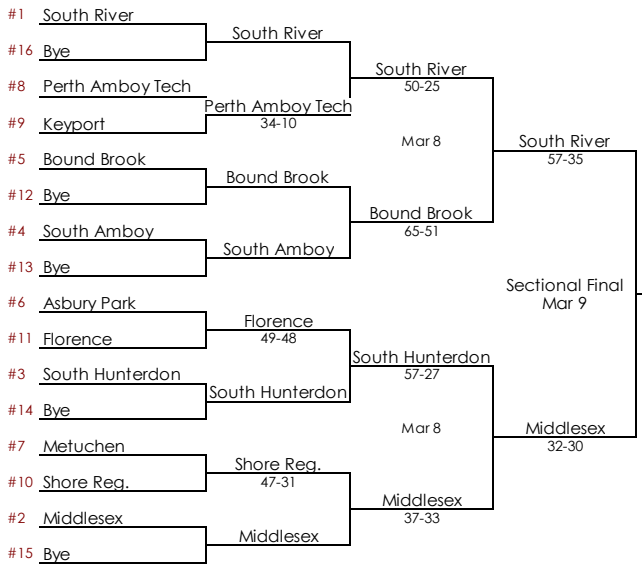 #1 South River
#16 Bye
#8 Perth Amboy Tech
#9 Keyport
#5 Bound Brook
#12 Bye
#4 South Amboy
#13 Bye
#6 Asbury Park
#11 Florence
#3 South Hunterdon
#14 Bye
#7 Metuchen
#10 Shore Reg.
#2 Middlesex
#15 Bye
South River
Perth Amboy Tech
34-10
Bound Brook
South Amboy
Florence
49-48
South Hunterdon
Shore Reg.
47-31
Middlesex
South River
50-25
Mar 8
Bound Brook
65-51
South Hunterdon
57-27
Mar 8
Middlesex
37-33
South River
57-35
Sectional Final
Mar 9
Middlesex
32-30